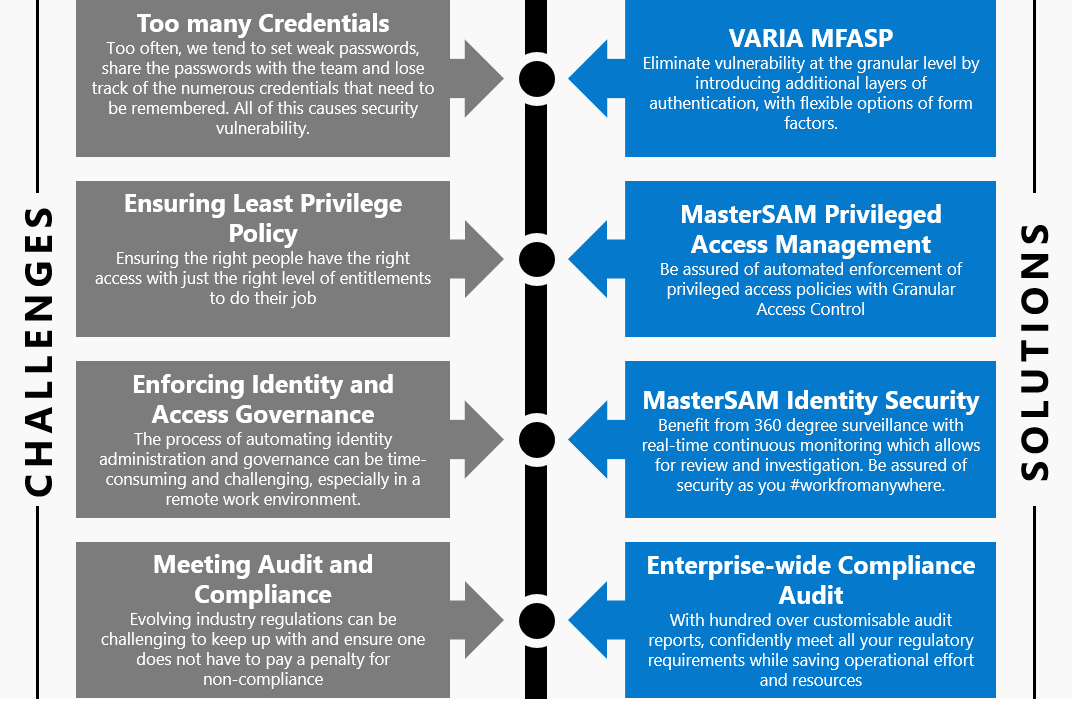 CHALLENGES
Too many Credentials
Too often, we tend to set weak passwords,
share the passwords with the team and lose
track of the numerous credentials that need to
be remembered. All of this causes security
vulnerability.
VARIA MFASP
Eliminate vulnerability at the granular level by
introducing additional layers of
authentication, with flexible options of form
factors.
Ensuring Least Privilege
Policy
Ensuring the right people have the right
access with just the right level of entitlements
to do their job
MasterSAM Privileged
Access Management
Be assured of automated enforcement of
privileged access policies with Granular
Access Control
Enforcing Identity and
Access Governance
The process of automating identity
administration and governance can be time-
consuming and challenging, especially in a
remote work environment.
MasterSAM Identity Security
Benefit from 360 degree surveillance with
real-time continuous monitoring which allows
for review and investigation. Be assured of
security as you #workfromanywhere.
Meeting Audit and
Compliance
Evolving industry regulations can be
challenging to keep up with and ensure one
does not have to pay a penalty for
non-compliance
Enterprise-wide Compliance
Audit
With hundred over customisable audit
reports, confidently meet all your regulatory
requirements while saving operational effort
and resources
SOLUTIONS